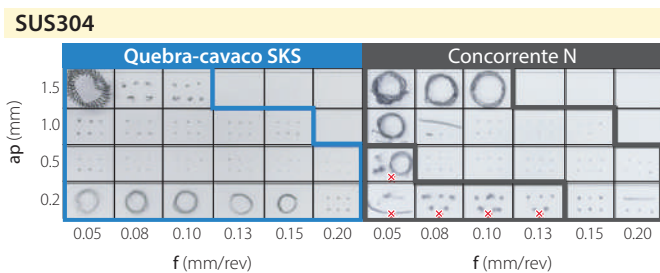 SUS304
Quebra-cavaco SKS
Concorrente N
ap (mm)
1.5
1.0
0.5
0.2
0.05 0.08 0.10 0.13 0.15 0.20
0.05 0.08 0.10 0.13 0.15 0.20
f (mm/rev)
f (mm/rev)